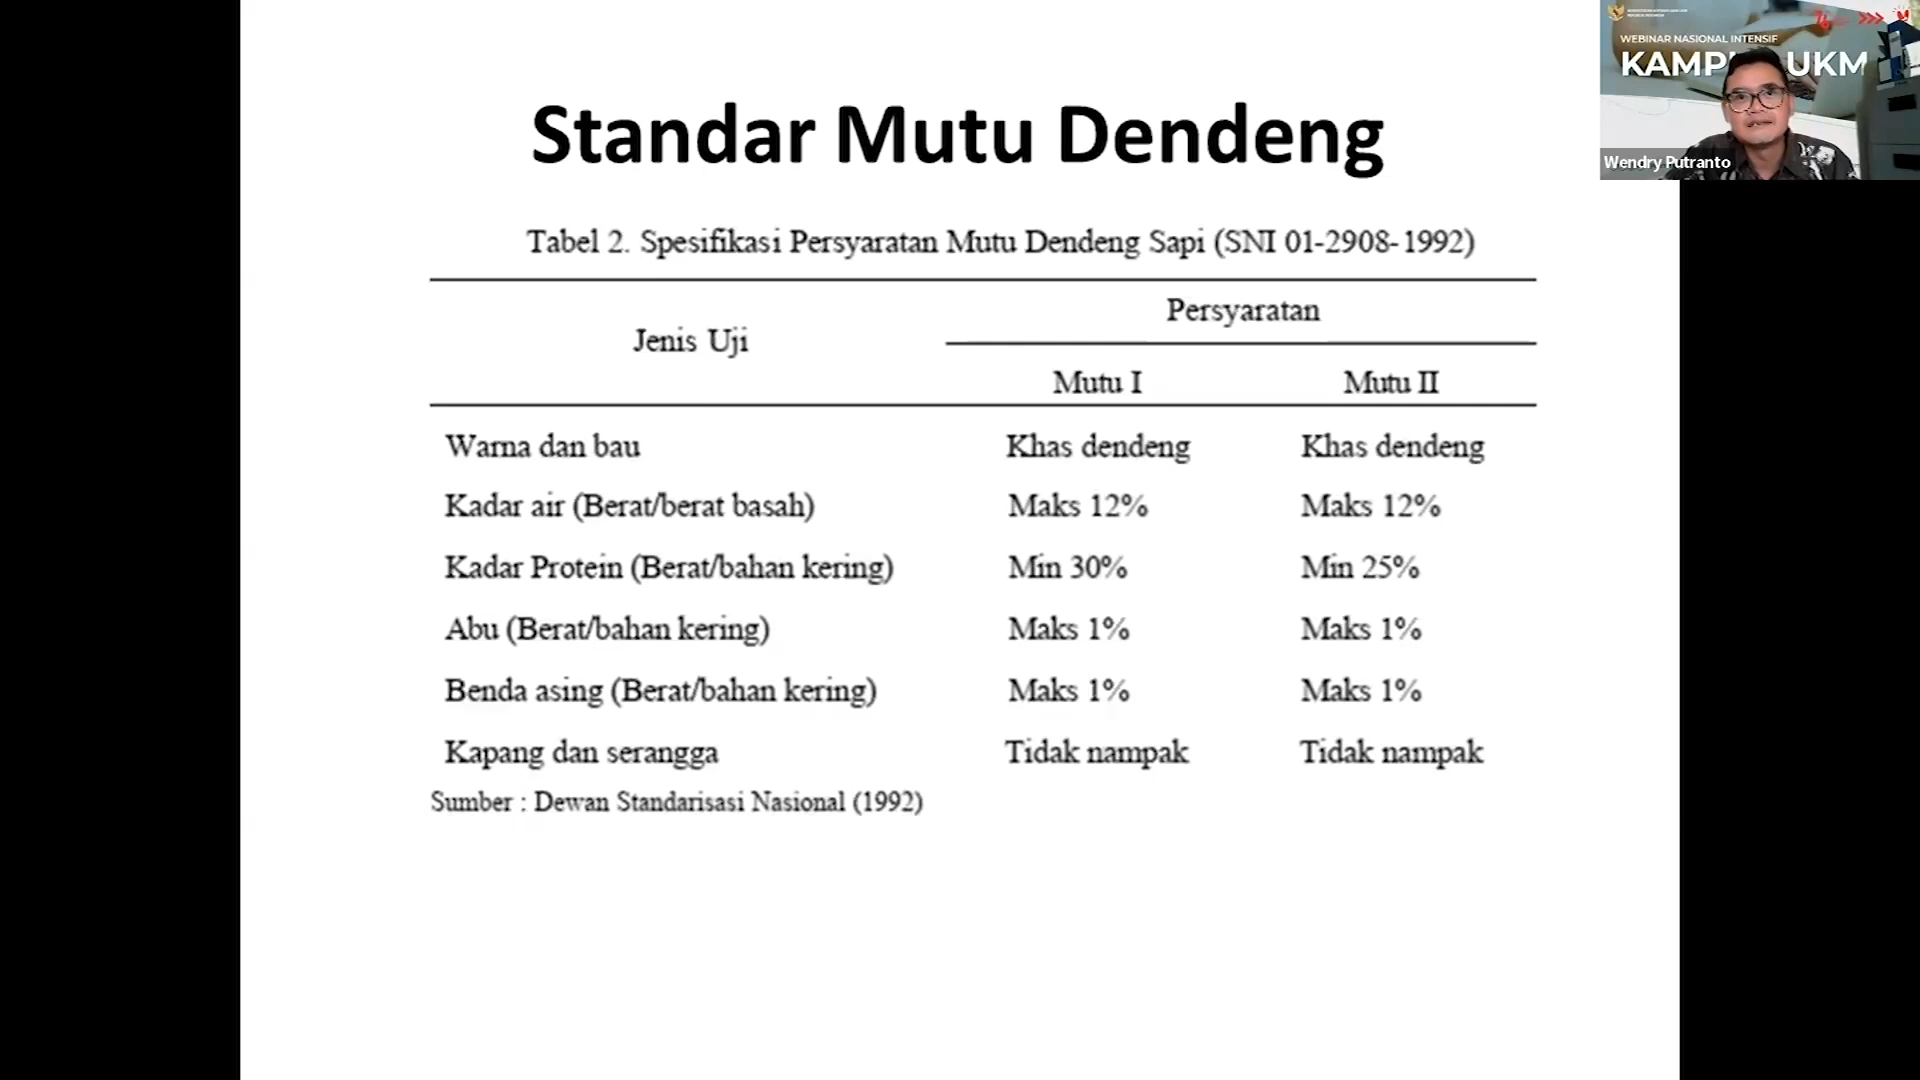 WEBINAR NASIONAL INTENSIF
UKM
Wendry Putranto
Standar Mutu Dendeng
Tabel 2. Spesifikasi Persyaratan Mutu Dendeng Sapi (SNI 01-2908-1992)
Jenis Uji
Persyaratan
Mutu I Mutu II
Warna dan bau Khas dendeng Khas dendeng
Kadar air (Berat/berat basah) Maks 12% Maks 12%
Kadar Protein (Berat/bahan kering) Min 30% Min 25%
Abu (Berat/bahan kering) Maks 1% Maks 1%
Benda asing (Berat/bahan kering) Maks 1% Maks 1%
Kapang dan serangga Tidak nampak Tidak nampak
Sumber : Dewan Standarisasi Nasional (1992)